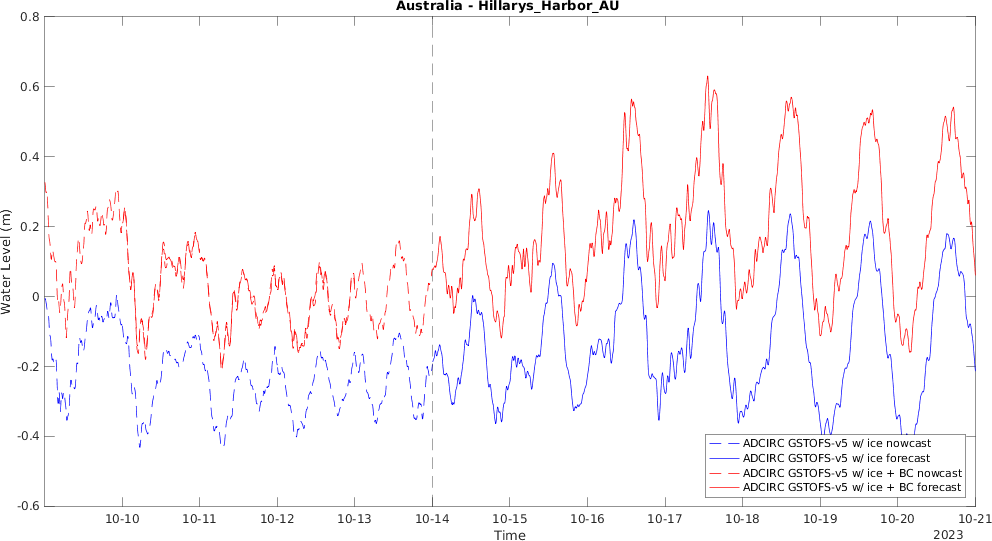 Australia - Hillarys_Harbor_AU
0.8
0.6
0.4
0.2
0
-0.2
-0.4
-0.6
Water Level (m)
ADCIRC GSTOFS-v5 w/ ice nowcast
ADCIRC GSTOFS-v5 w/ ice forecast
ADCIRC GSTOFS-v5 w/ ice + BC nowcast
ADCIRC GSTOFS-v5 w/ ice + BC forecast
10-10 10-11 10-12 10-13 10-14 10-15 10-16 10-17 10-18 10-19 10-20 10-21
Time
2023